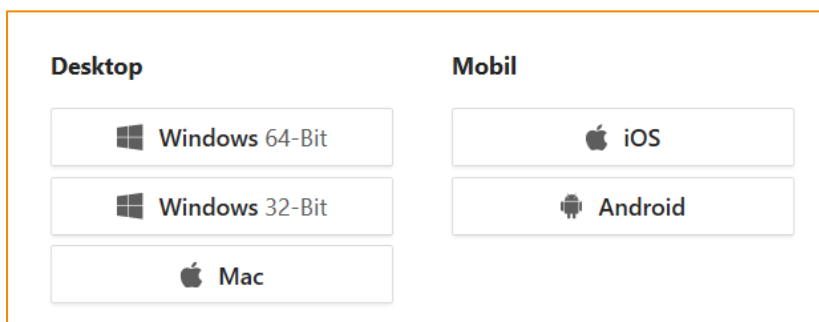 Desktop
Windows 64-Bit
Windows 32-Bit
Mac
Mobil
iOS
Android